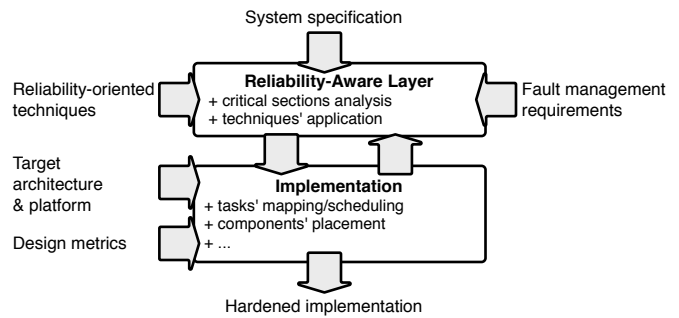 System specification
Reliability-oriented
techniques
Reliability-Aware Layer
+ critical sections analysis
+ techniques' application
Fault management
requirements
Target
architecture
& platform
Design metrics
Implementation
+ tasks' mapping/scheduling
+ components' placement
+ ...
Hardened implementation